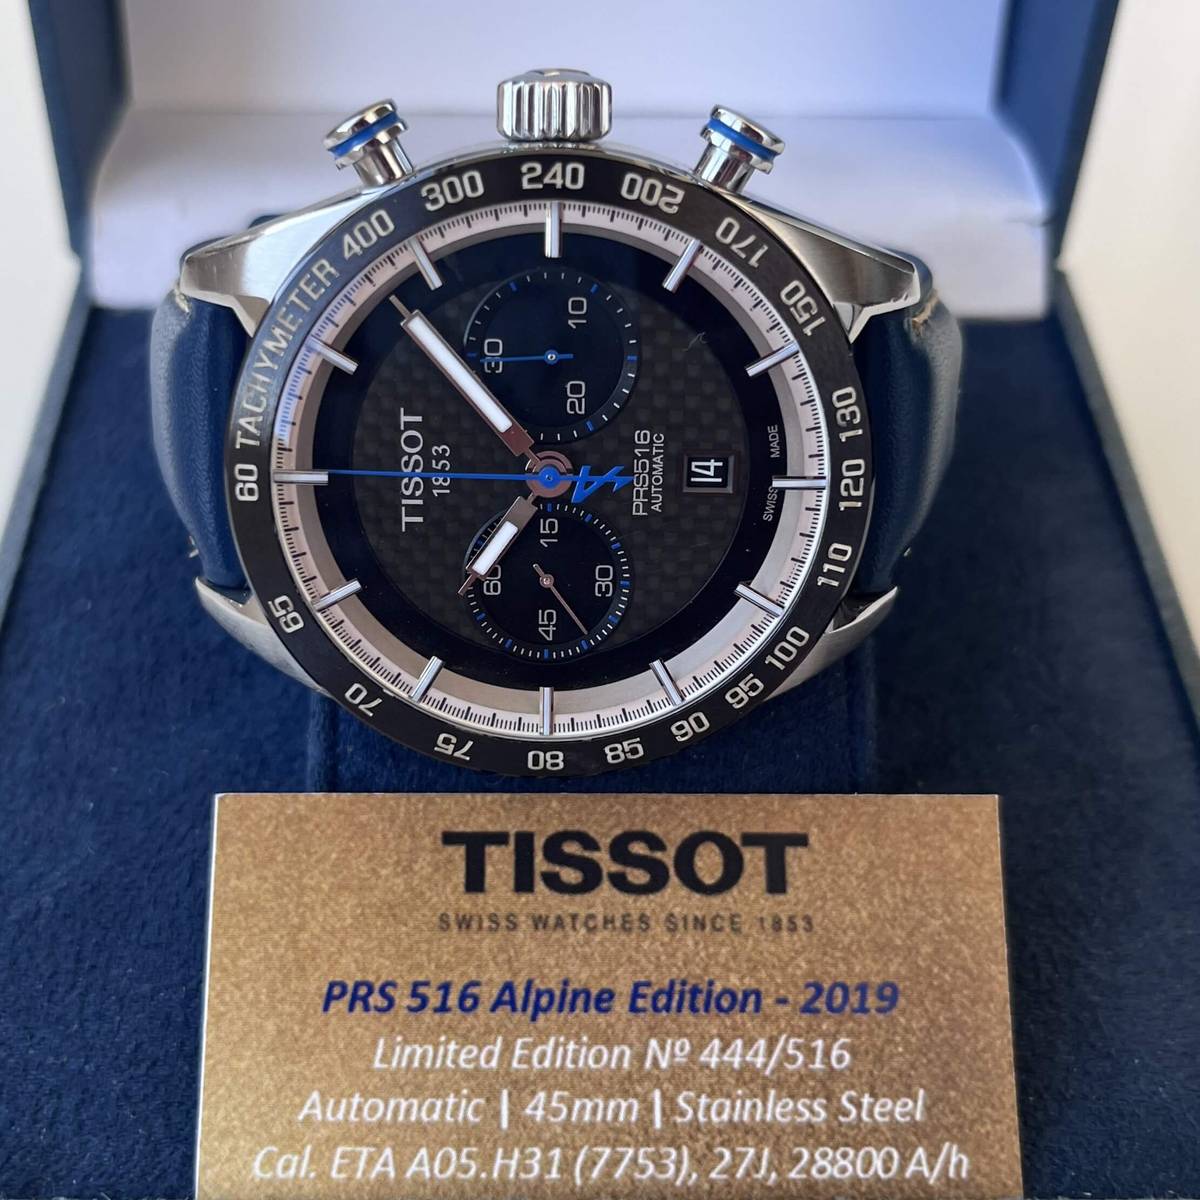 240
200
170
150
130
120
110
100
95
90
85
80
75
70
65
60 TACHYMETER 400
300
10
20
30
TISSOT
1853
PRS516
AUTOMATIC
14
SWISS MADE
15
30
45
60
TISSOT
SWISS WATCHES SINCE 1853
PRS 516 Alpine Edition - 2019
Limited Edition Nº 444/516
Automatic | 45mm | Stainless Steel
Cal. ETA A05.H31 (7753), 27J, 28800 A/h